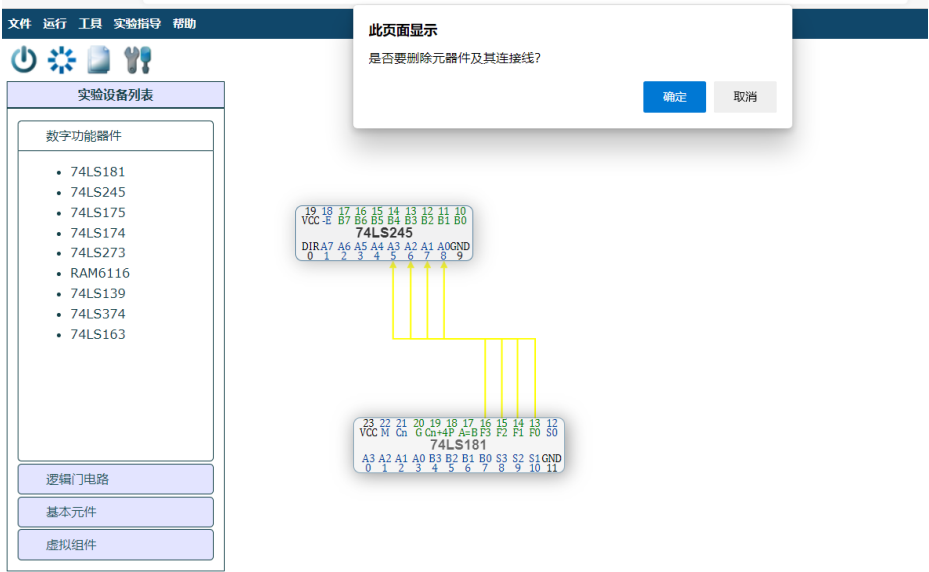 文件 运行 工具 实验指导 帮助
此页面显示
是否要删除元器件及其连接线?
确定 取消
实验设备列表
数字功能器件
74LS181
74LS245
74LS175
74LS174
74LS273
RAM6116
74LS139
74LS374
74LS163
逻辑门电路
基本元件
虚拟组件
19 18 17 16 15 14 13 12 11 10
VCC -E B7 B6 B5 B4 B3 B2 B1 B0
74LS245
DIR A7 A6 A5 A4 A3 A2 A1 A0 GND
0 1 2 3 4 5 6 7 8 9
23 22 21 20 19 18 17 16 15 14 13 12
VCC M Cn G Cn+4 P A=B F3 F2 F1 F0 S0
74LS181
A3 A2 A1 A0 B3 B2 B1 B0 S3 S2 S1 GND
0 1 2 3 4 5 6 7 8 9 10 11